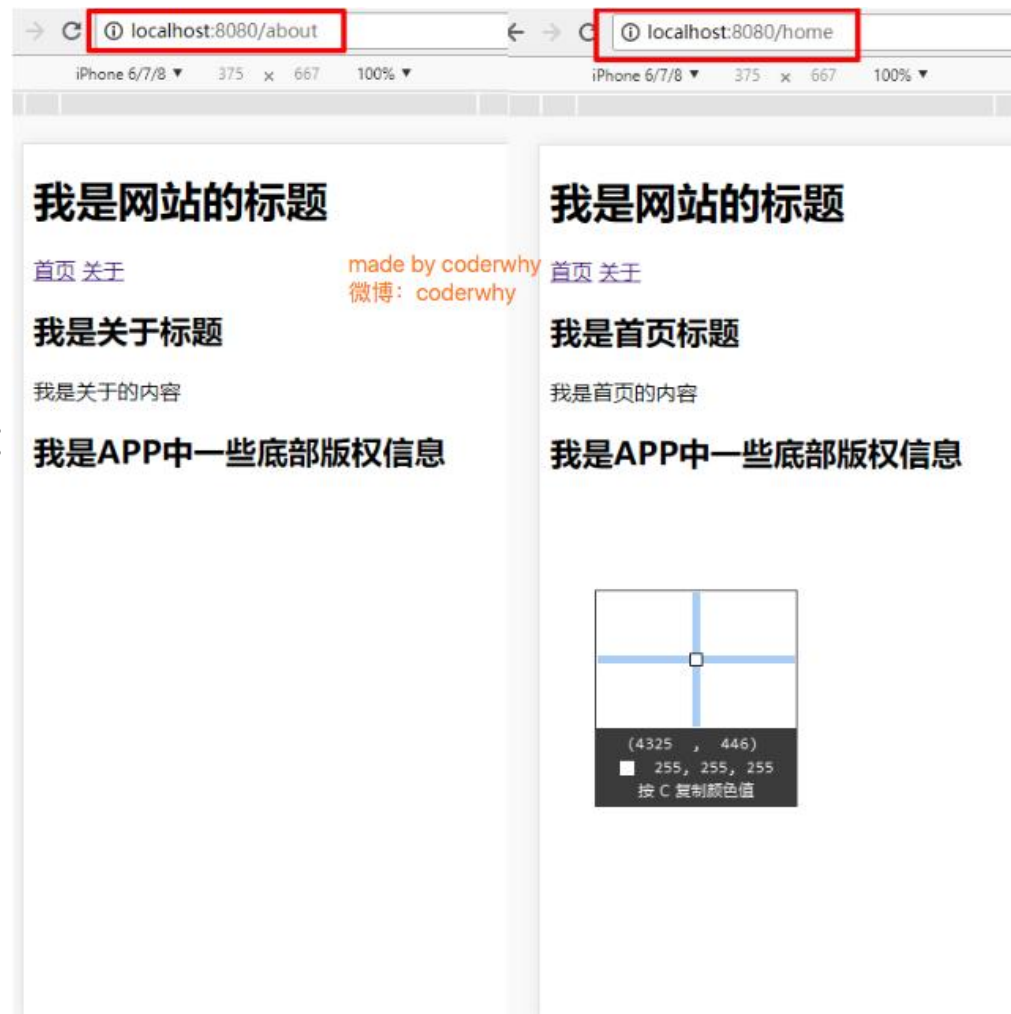 localhost:8080/about
iPhone 6/7/8 ▼ 375 x 667 100% ▼
我是网站的标题
首页 关于
我是关于标题
我是关于的内容
我是APP中一些底部版权信息
made by coderwhy
微博：coderwhy
localhost:8080/home
iPhone 6/7/8 ▼ 375 x 667 100% ▼
我是网站的标题
首页 关于
我是首页标题
我是首页的内容
我是APP中一些底部版权信息
(4325 , 446)
255, 255, 255
按 C 复制颜色值